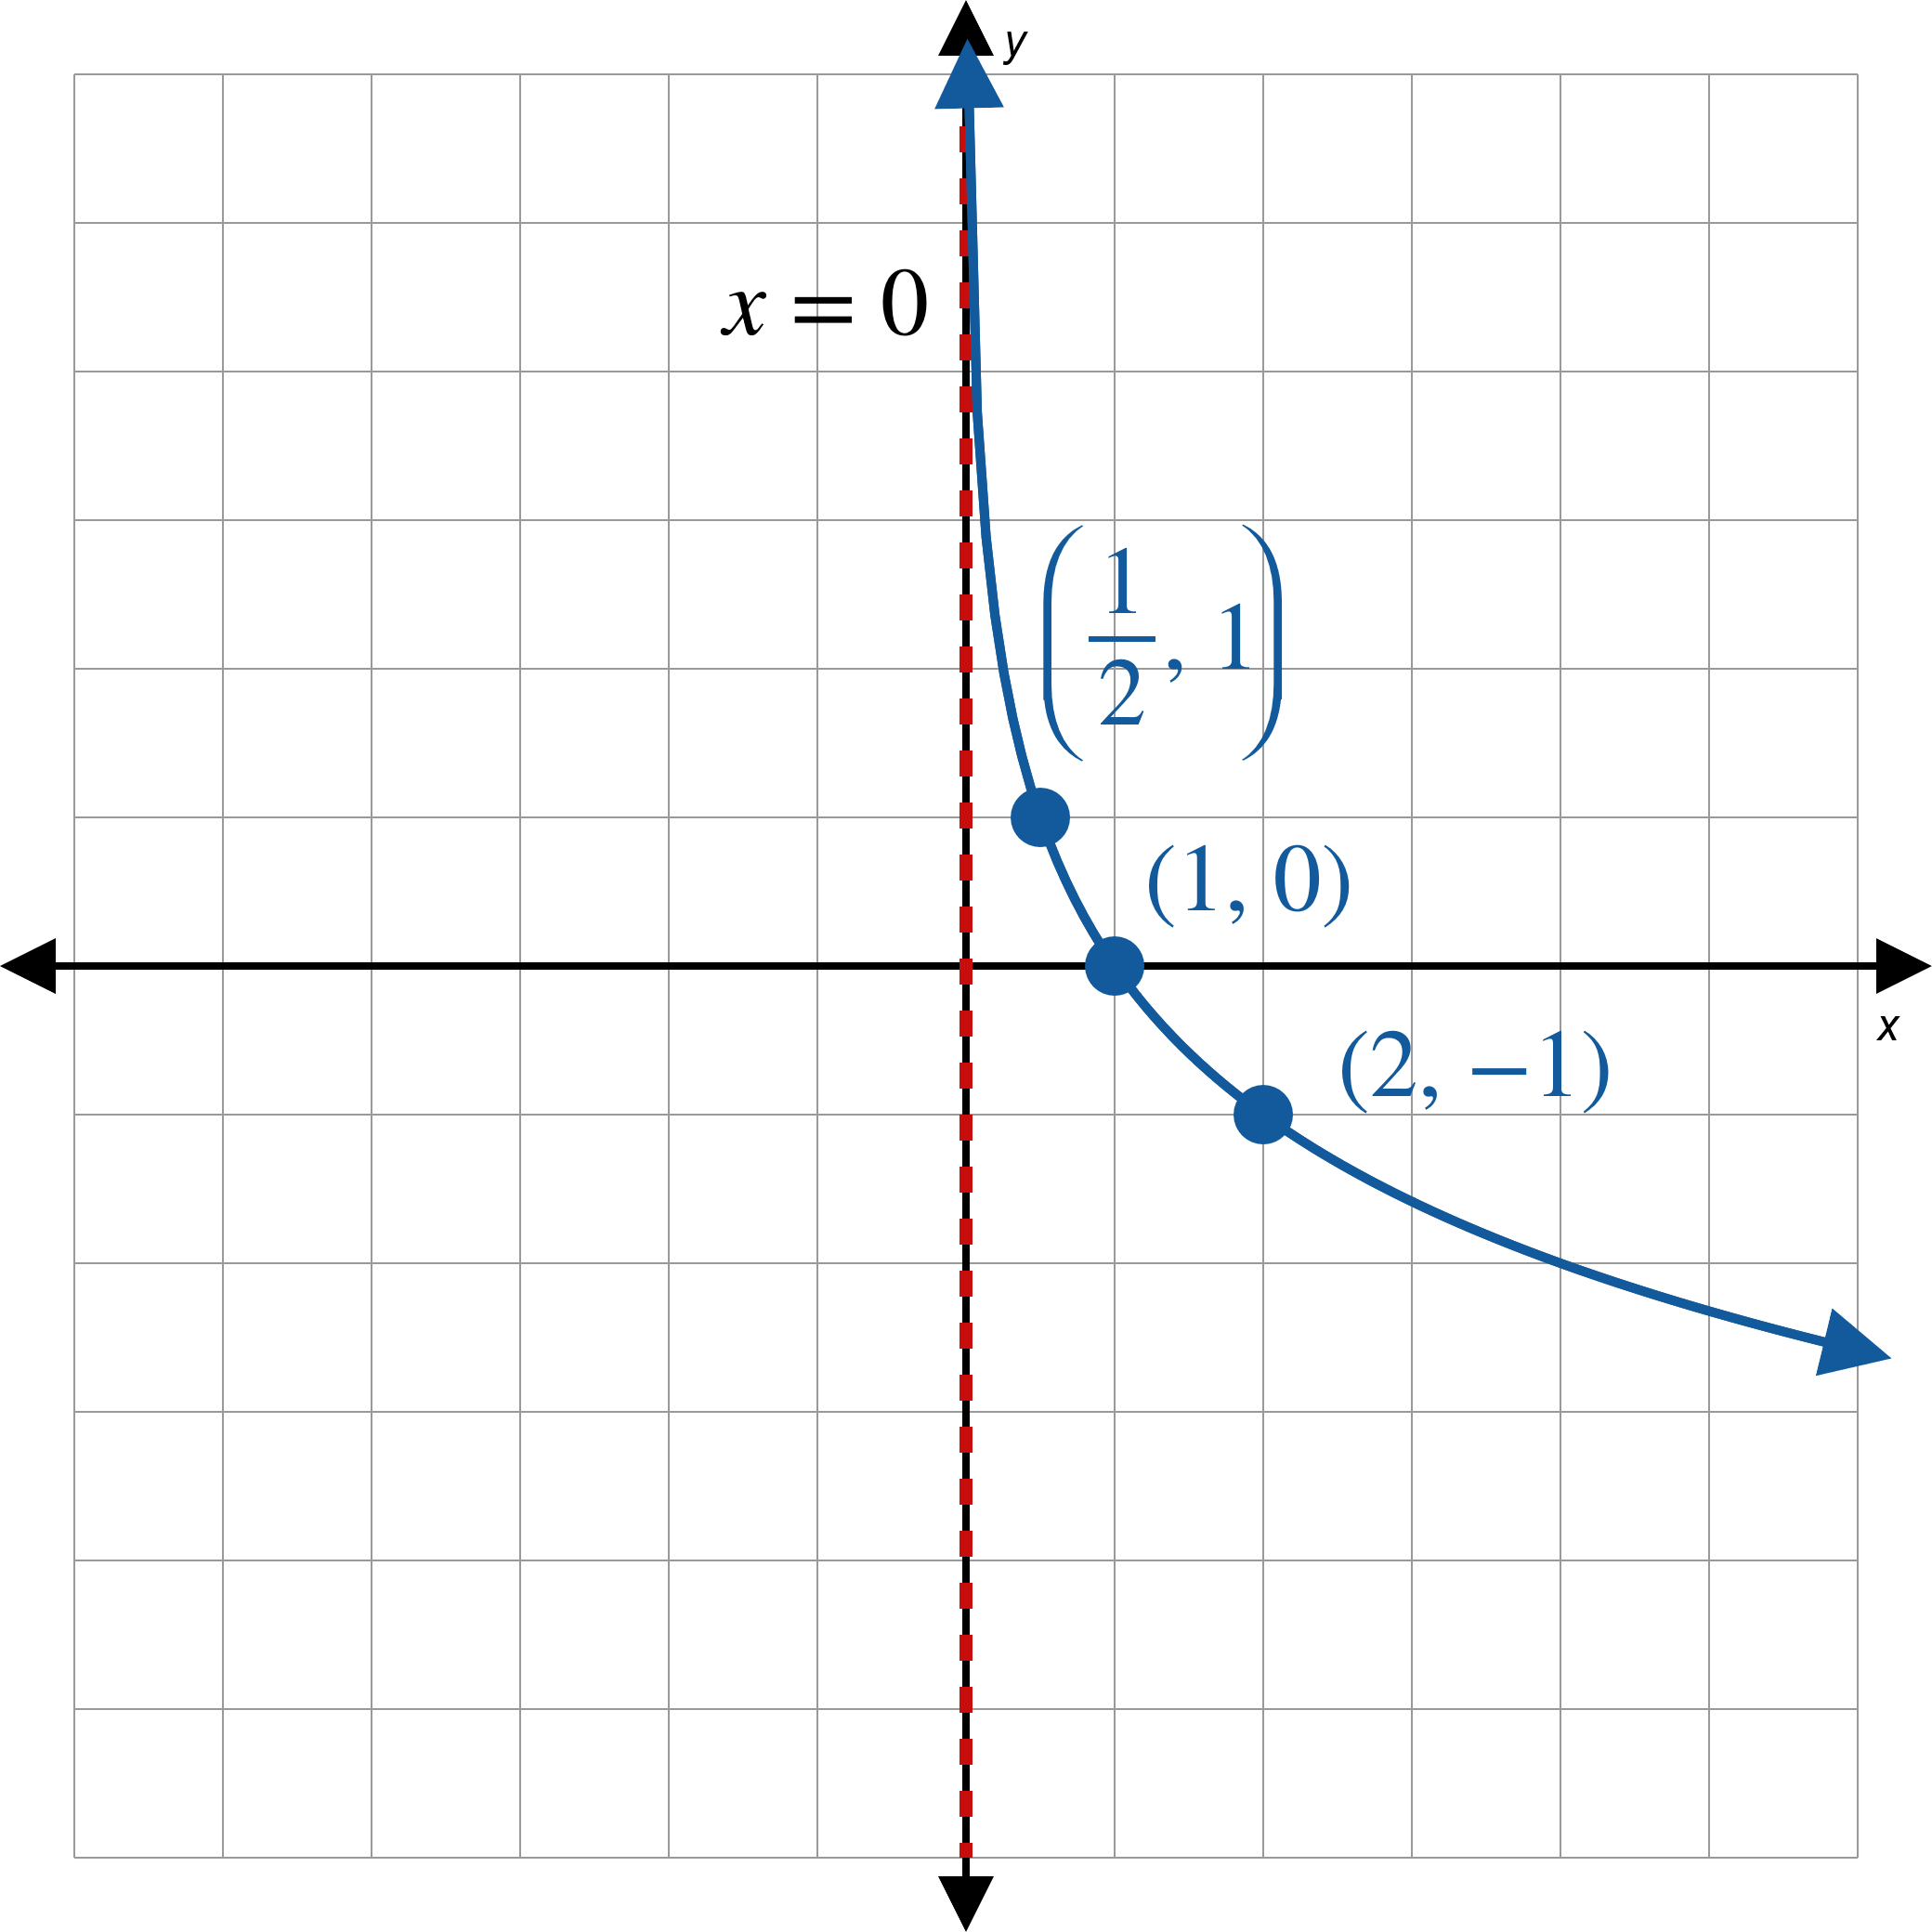 y
x = 0
(1/2, 1)
(1, 0)
x
(2, −1)